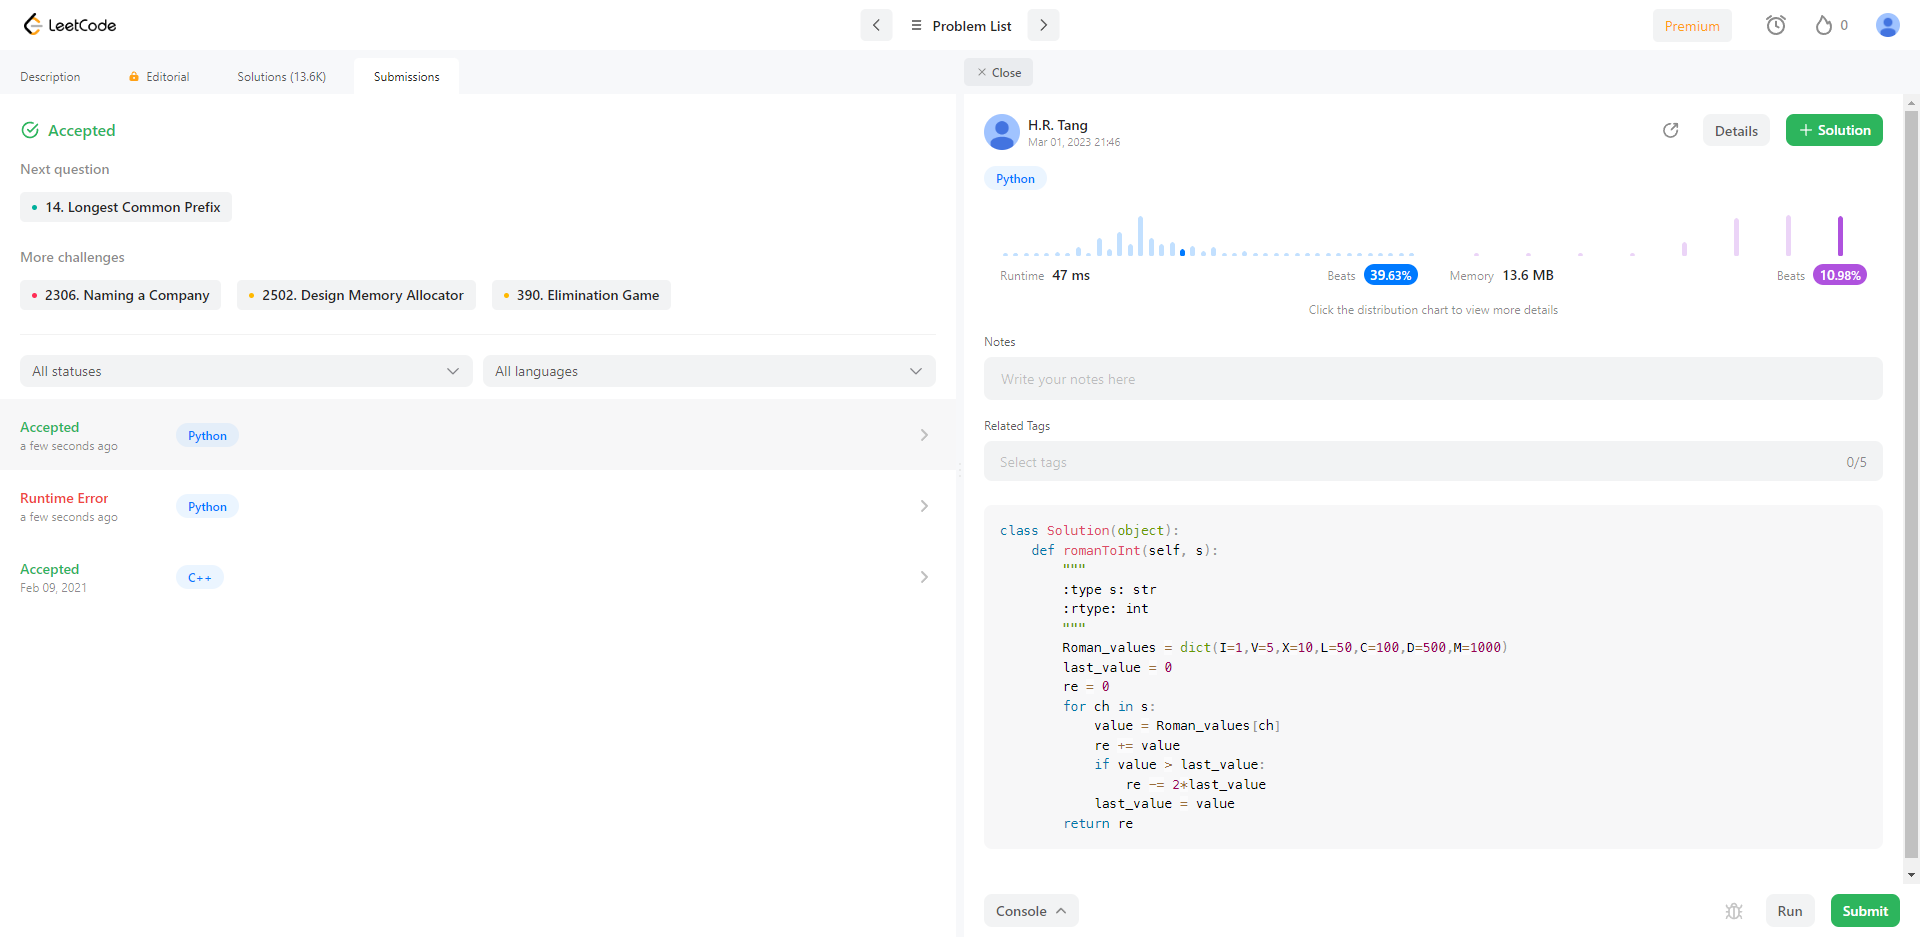 LeetCode
Problem List
Premium
0
Description
Editorial
Solutions (13.6K)
Submissions
Accepted
Next question
14. Longest Common Prefix
More challenges
2306. Naming a Company
2502. Design Memory Allocator
390. Elimination Game
All statuses
All languages
Accepted
a few seconds ago
Python
Runtime Error
a few seconds ago
Python
Accepted
Feb 09, 2021
C++
Close
H.R. Tang
Mar 01, 2023 21:46
Details
+ Solution
Python
Runtime 47 ms
Beats 39.63%
Memory 13.6 MB
Beats 10.98%
Click the distribution chart to view more details
Notes
Write your notes here
Related Tags
Select tags
0/5
class Solution(object):
    def romanToInt(self, s):
        """
        :type s: str
        :rtype: int
        """
        Roman_values = dict(I=1,V=5,X=10,L=50,C=100,D=500,M=1000)
        last_value = 0
        re = 0
        for ch in s:
            value = Roman_values[ch]
            re += value
            if value > last_value:
                re -= 2*last_value
            last_value = value
        return re
Console
Run
Submit